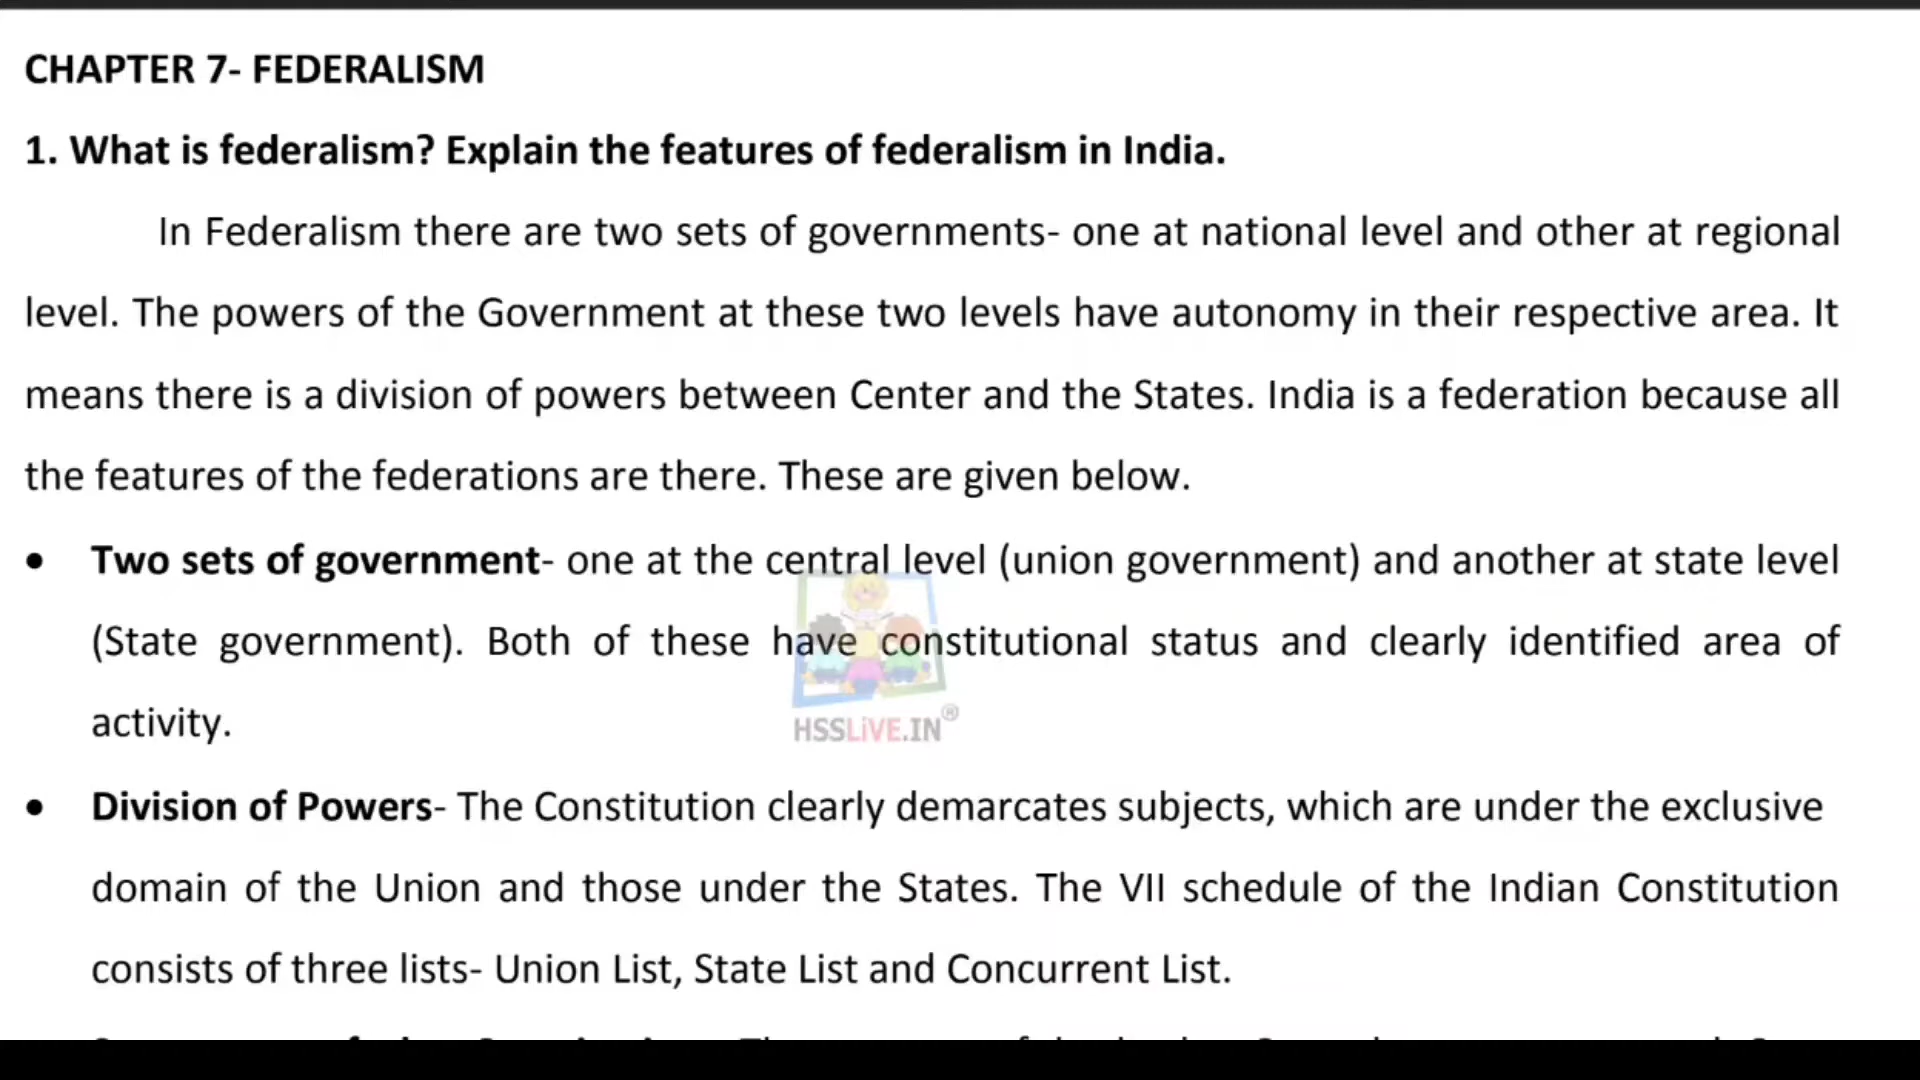 CHAPTER 7- FEDERALISM
1. What is federalism? Explain the features of federalism in India.
In Federalism there are two sets of governments- one at national level and other at regional
level. The powers of the Government at these two levels have autonomy in their respective area. It
means there is a division of powers between Center and the States. India is a federation because all
the features of the federations are there. These are given below.
• Two sets of government- one at the central level (union government) and another at state level
(State government). Both of these have constitutional status and clearly identified area of
activity.
HSSLiVE.IN®
• Division of Powers- The Constitution clearly demarcates subjects, which are under the exclusive
domain of the Union and those under the States. The VII schedule of the Indian Constitution
consists of three lists- Union List, State List and Concurrent List.